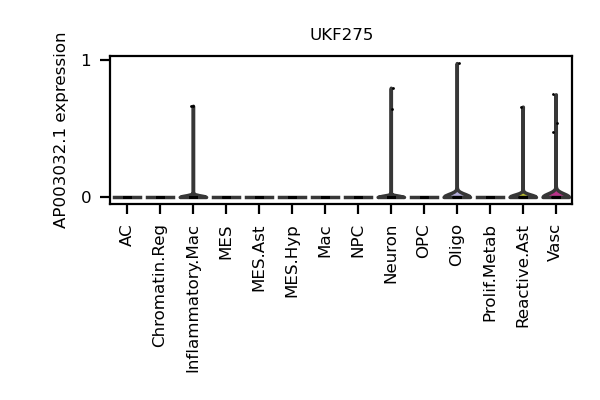 UKF275
AP003032.1 expression
1
0
AC
Chromatin.Reg
Inflammatory.Mac
MES
MES.Ast
MES.Hyp
Mac
NPC
Neuron
OPC
Oligo
Prolif.Metab
Reactive.Ast
Vasc